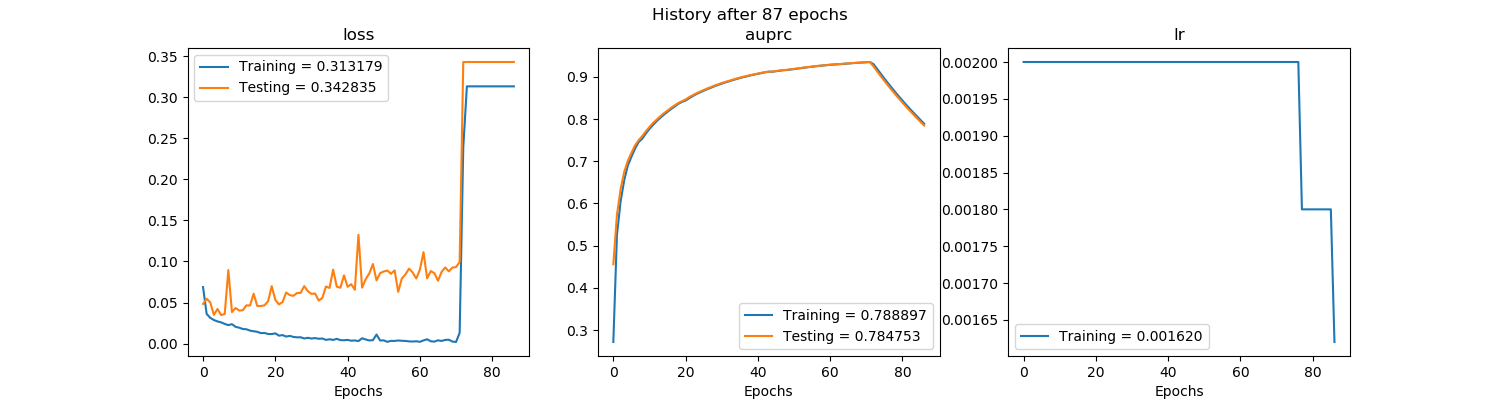 History after 87 epochs
loss
0.35
0.30
0.25
0.20
0.15
0.10
0.05
0.00
Training = 0.313179
Testing = 0.342835
0 20 40 60 80
Epochs
auprc
0.9
0.8
0.7
0.6
0.5
0.4
0.3
Training = 0.788897
Testing = 0.784753
0 20 40 60 80
Epochs
lr
0.00200
0.00195
0.00190
0.00185
0.00180
0.00175
0.00170
0.00165
Training = 0.001620
0 20 40 60 80
Epochs